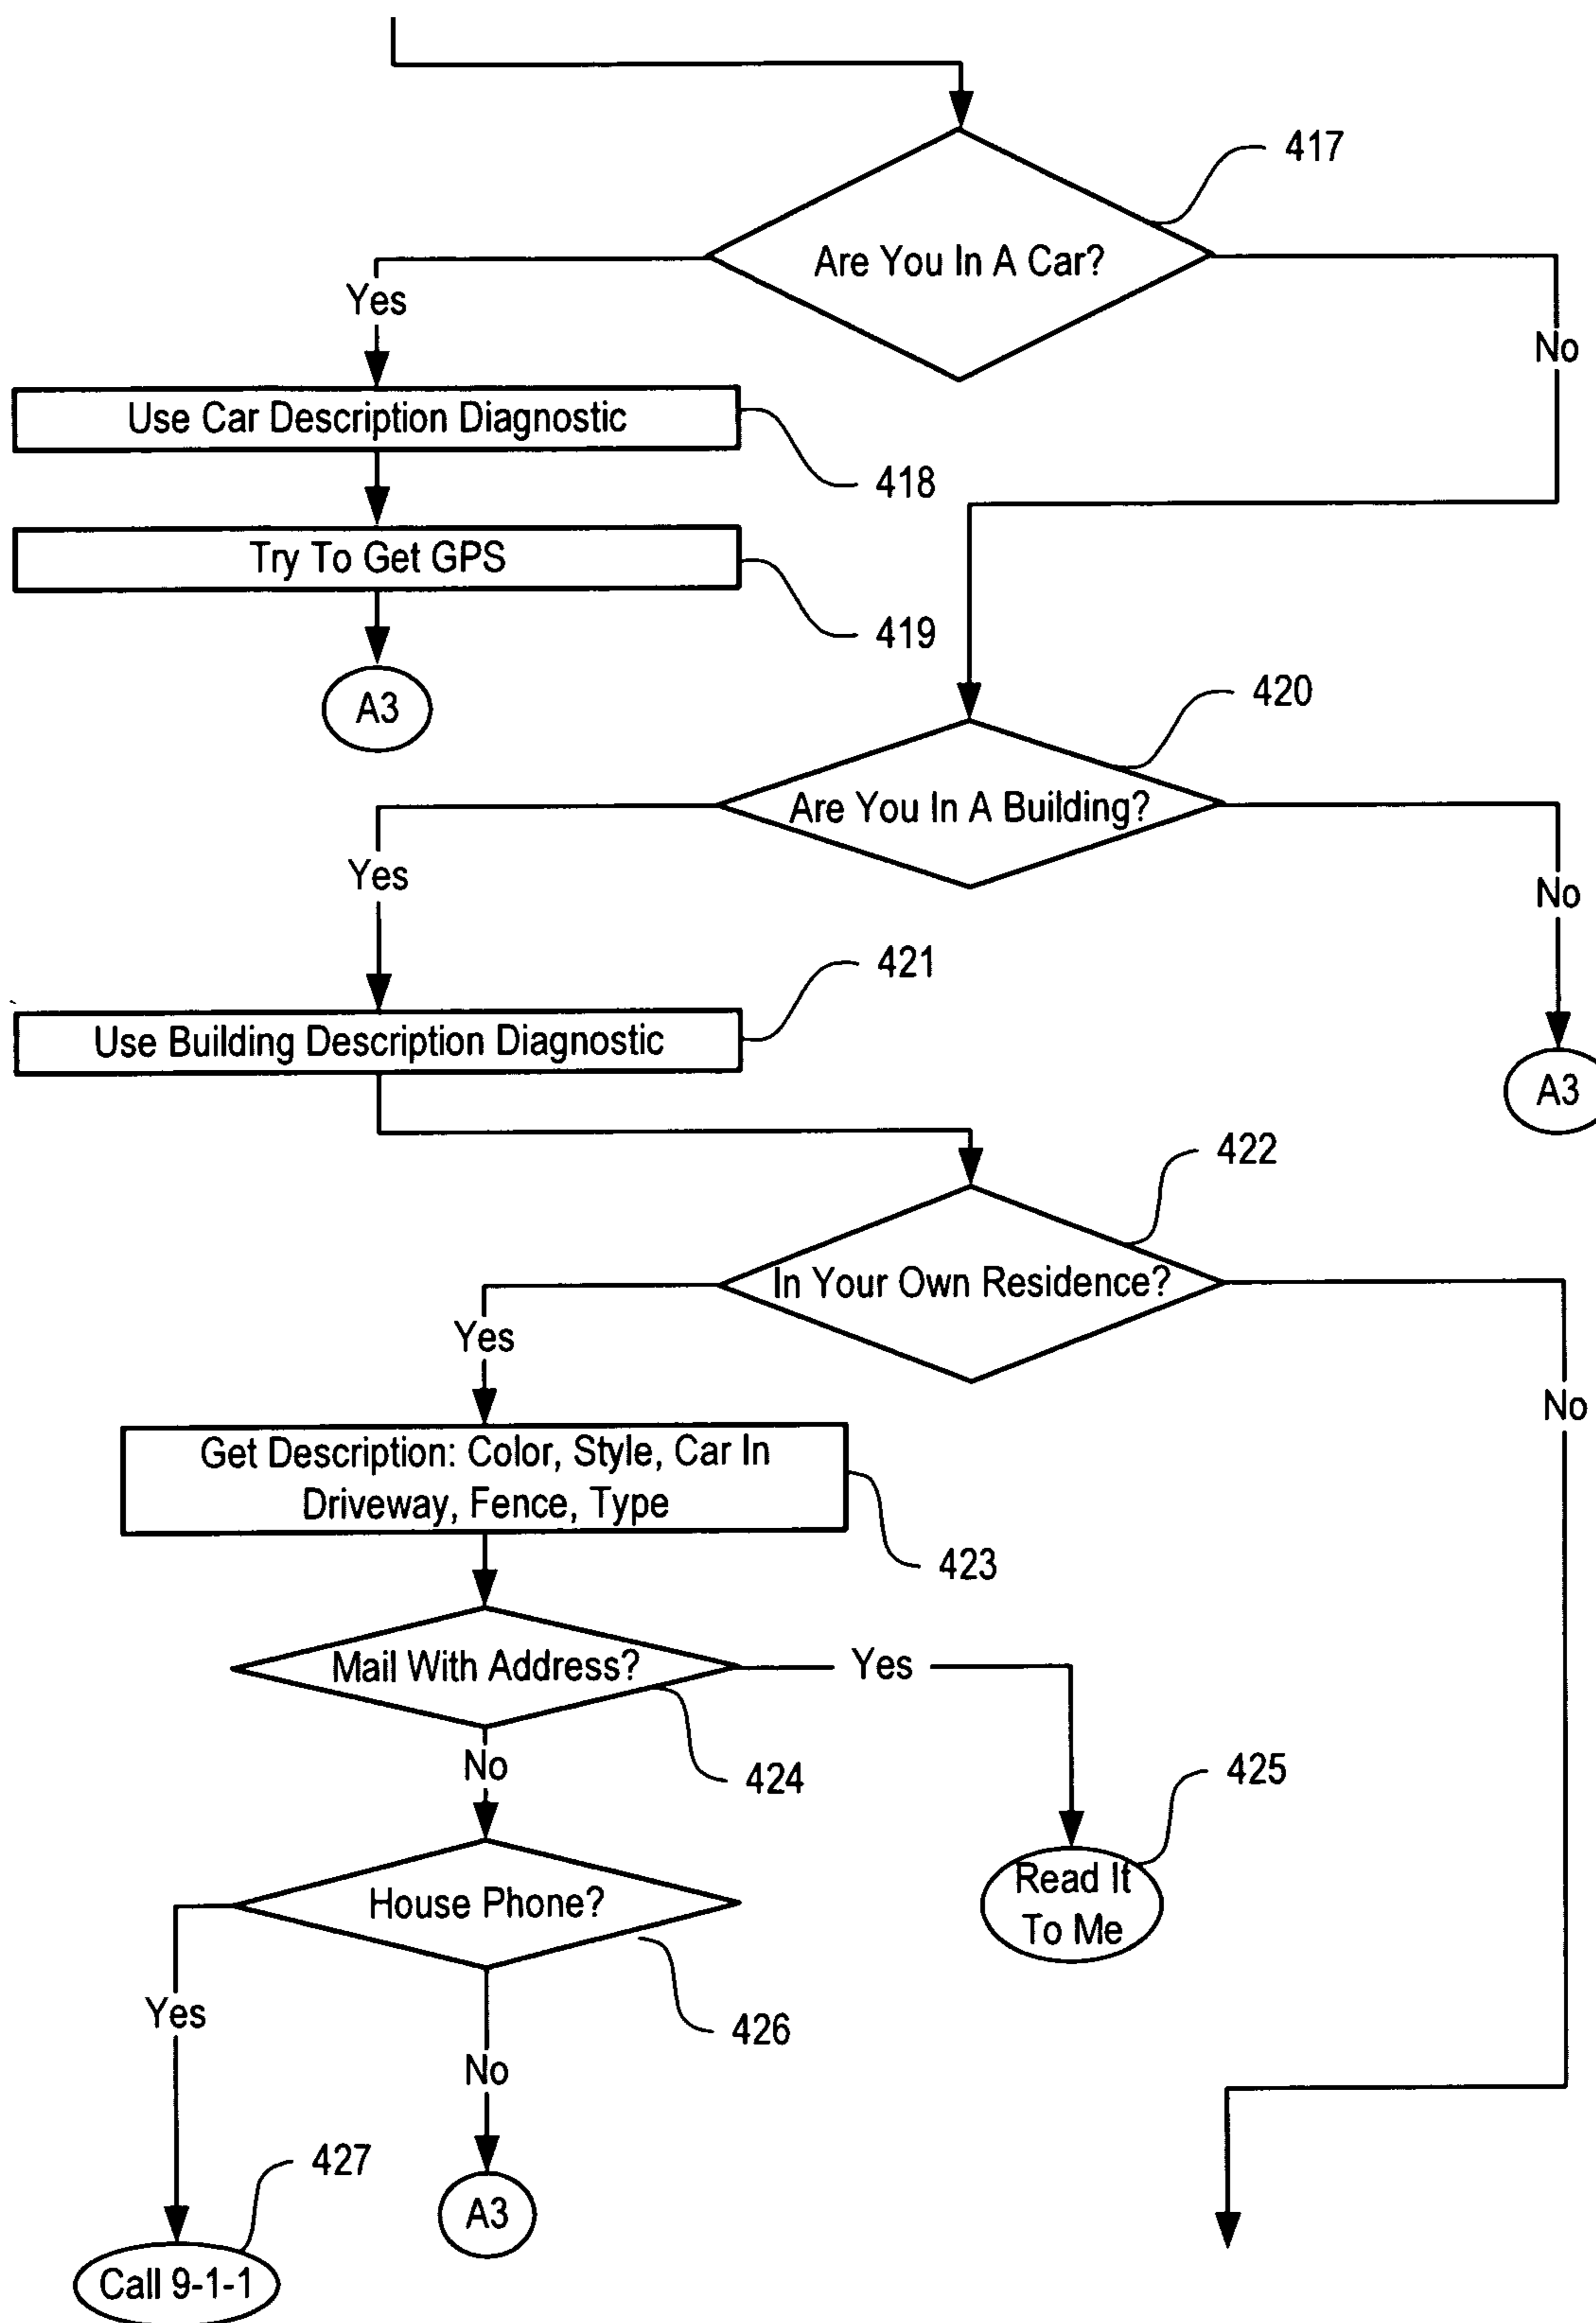 417
Are You In A Car?
Yes
No
Use Car Description Diagnostic
418
Try To Get GPS
419
A3
420
Are You In A Building?
Yes
No
421
Use Building Description Diagnostic
A3
422
In Your Own Residence?
Yes
No
Get Description: Color, Style, Car In
Driveway, Fence, Type
423
Mail With Address?
Yes
424
No
425
Read It
To Me
House Phone?
426
Yes
No
427
A3
Call 9-1-1